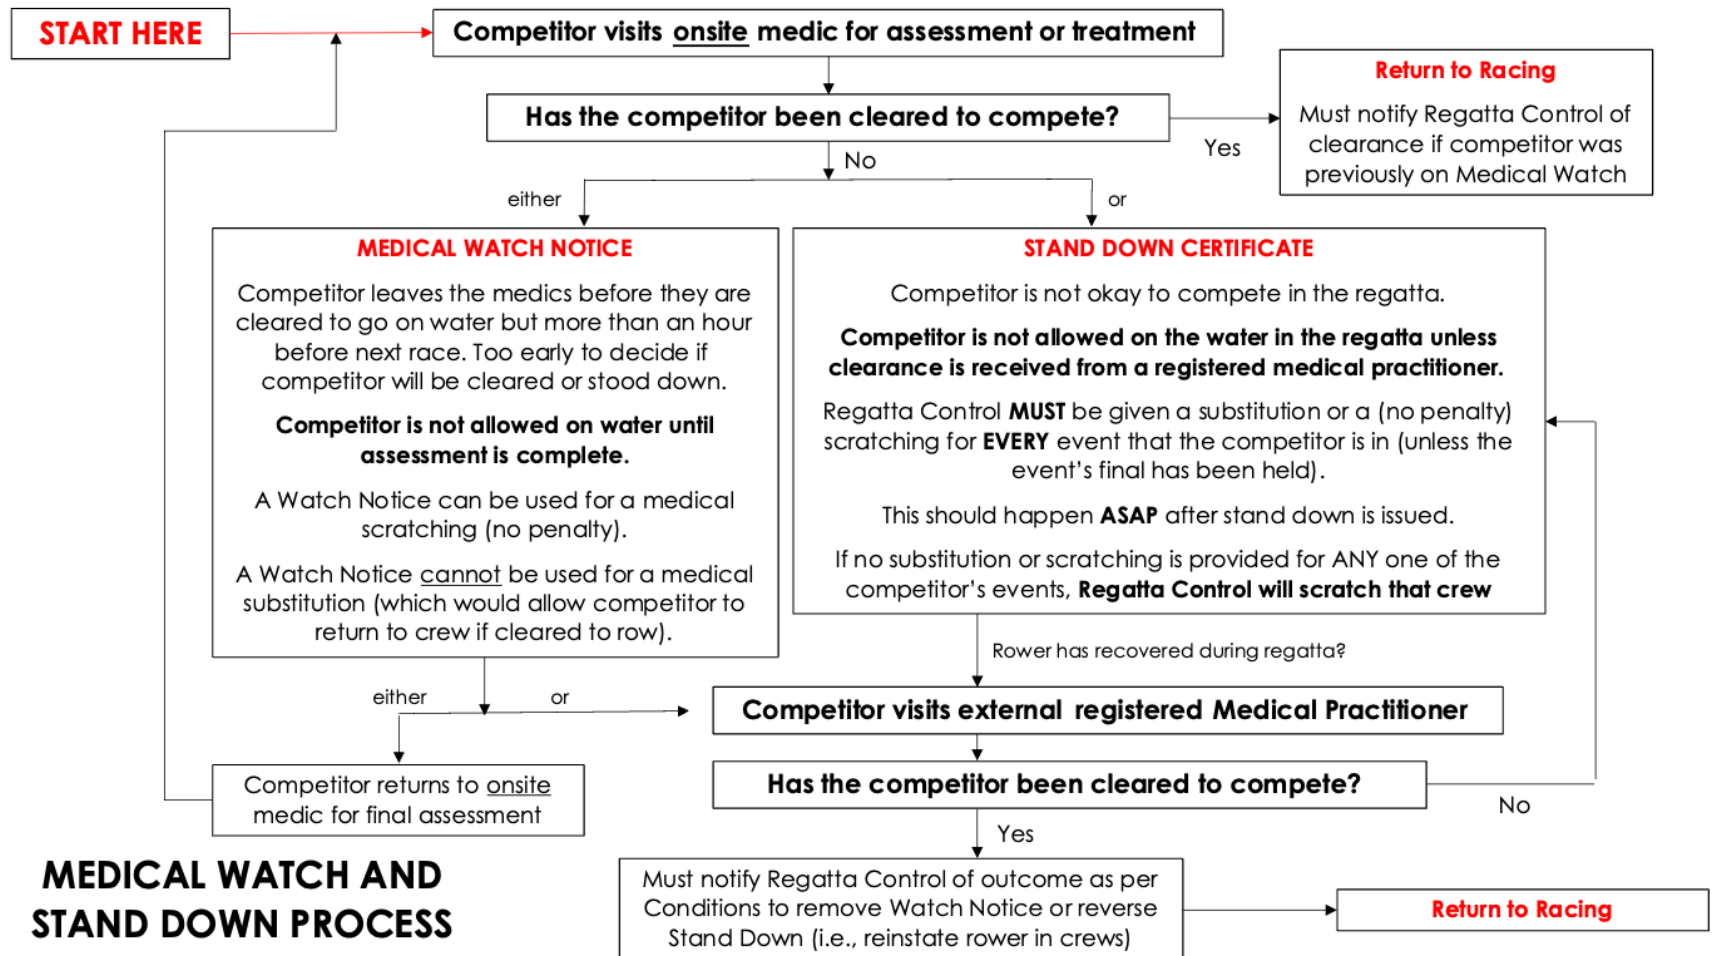 START HERE
Competitor visits onsite medic for assessment or treatment
Has the competitor been cleared to compete?
Yes
Return to Racing
Must notify Regatta Control of
clearance if competitor was
previously on Medical Watch
No
either
or
MEDICAL WATCH NOTICE
Competitor leaves the medics before they are
cleared to go on water but more than an hour
before next race. Too early to decide if
competitor will be cleared or stood down.
Competitor is not allowed on water until
assessment is complete.
A Watch Notice can be used for a medical
scratching (no penalty).
A Watch Notice cannot be used for a medical
substitution (which would allow competitor to
return to crew if cleared to row).
STAND DOWN CERTIFICATE
Competitor is not okay to compete in the regatta.
Competitor is not allowed on the water in the regatta unless
clearance is received from a registered medical practitioner.
Regatta Control MUST be given a substitution or a (no penalty)
scratching for EVERY event that the competitor is in (unless the
event's final has been held).
This should happen ASAP after stand down is issued.
If no substitution or scratching is provided for ANY one of the
competitor's events, Regatta Control will scratch that crew
Rower has recovered during regatta?
either
or
Competitor visits external registered Medical Practitioner
Competitor returns to onsite
medic for final assessment
Has the competitor been cleared to compete?
No
Yes
Must notify Regatta Control of outcome as per
Conditions to remove Watch Notice or reverse
Stand Down (i.e., reinstate rower in crews)
Return to Racing
MEDICAL WATCH AND
STAND DOWN PROCESS